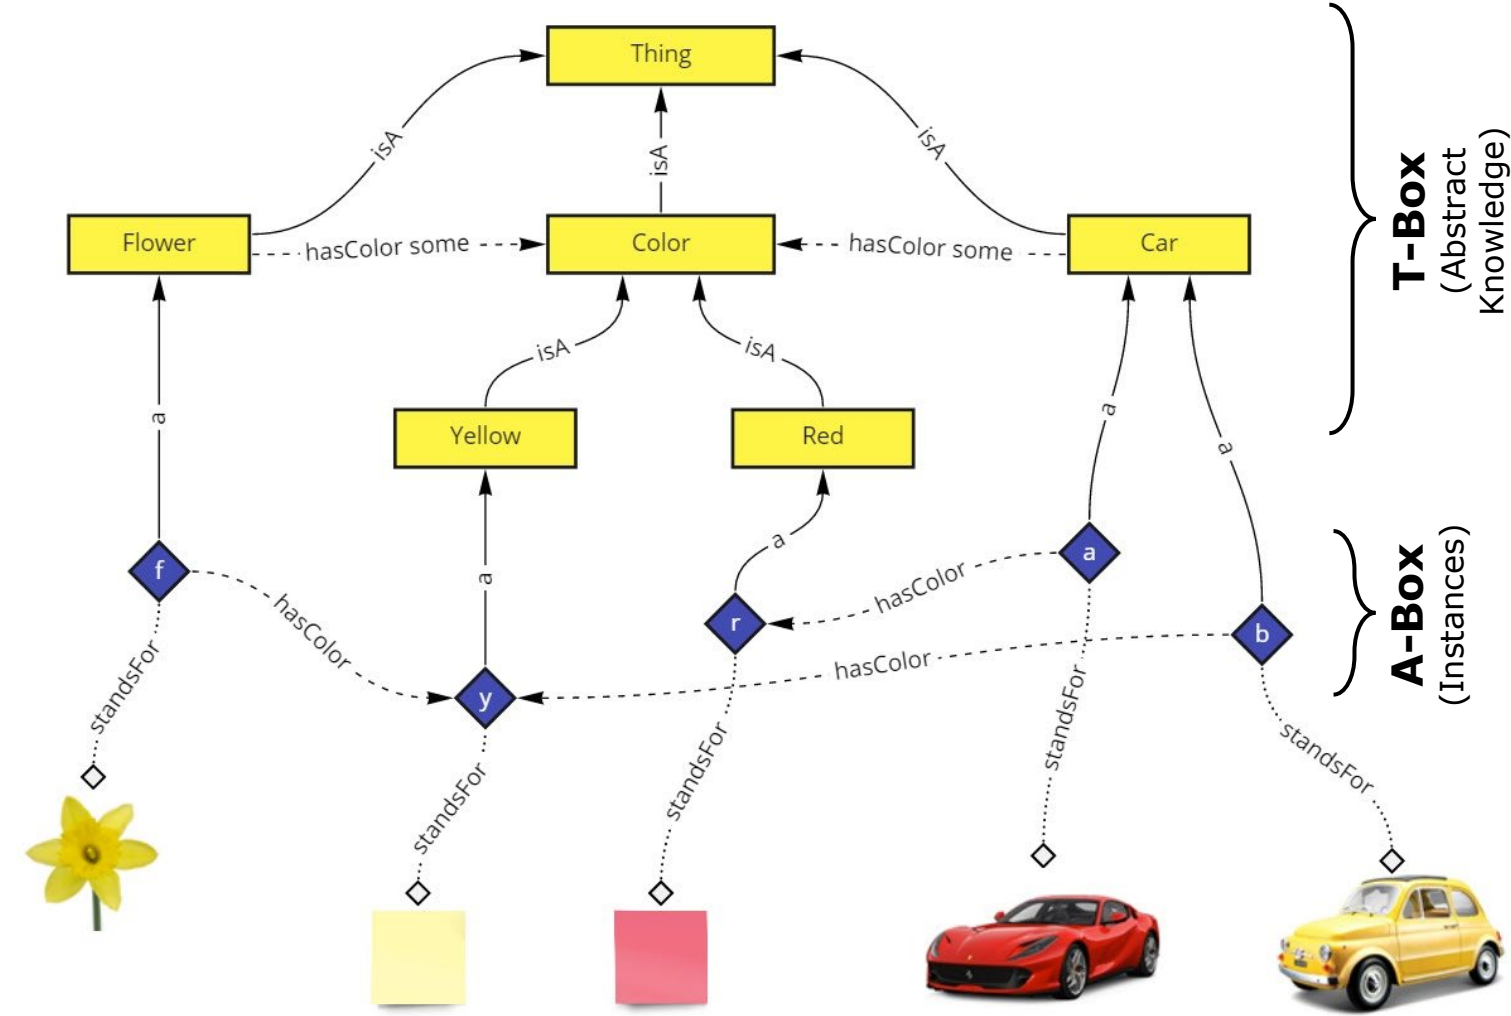 Thing
isA
isA
isA
Flower
hasColor some
Color
hasColor some
Car
T-Box
(Abstract
Knowledge)
isA
isA
a
Yellow
Red
a
a
f
a
a
a
hasColor
hasColor
r
b
A-Box
(Instances)
hasColor
y
standsFor
standsFor
standsFor
standsFor
standsFor